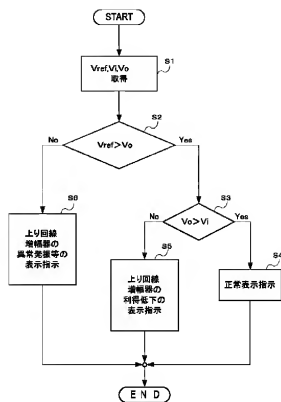 START
S1
Vref,Vi,Vo
取得
S2
Vref>Vo
No
Yes
S3
Vo>Vi
No
Yes
S6
上り回線
増幅器の
異常発振等の
表示指示
S5
上り回線
増幅器の
利得低下の
表示指示
S4
正常表示指示
END